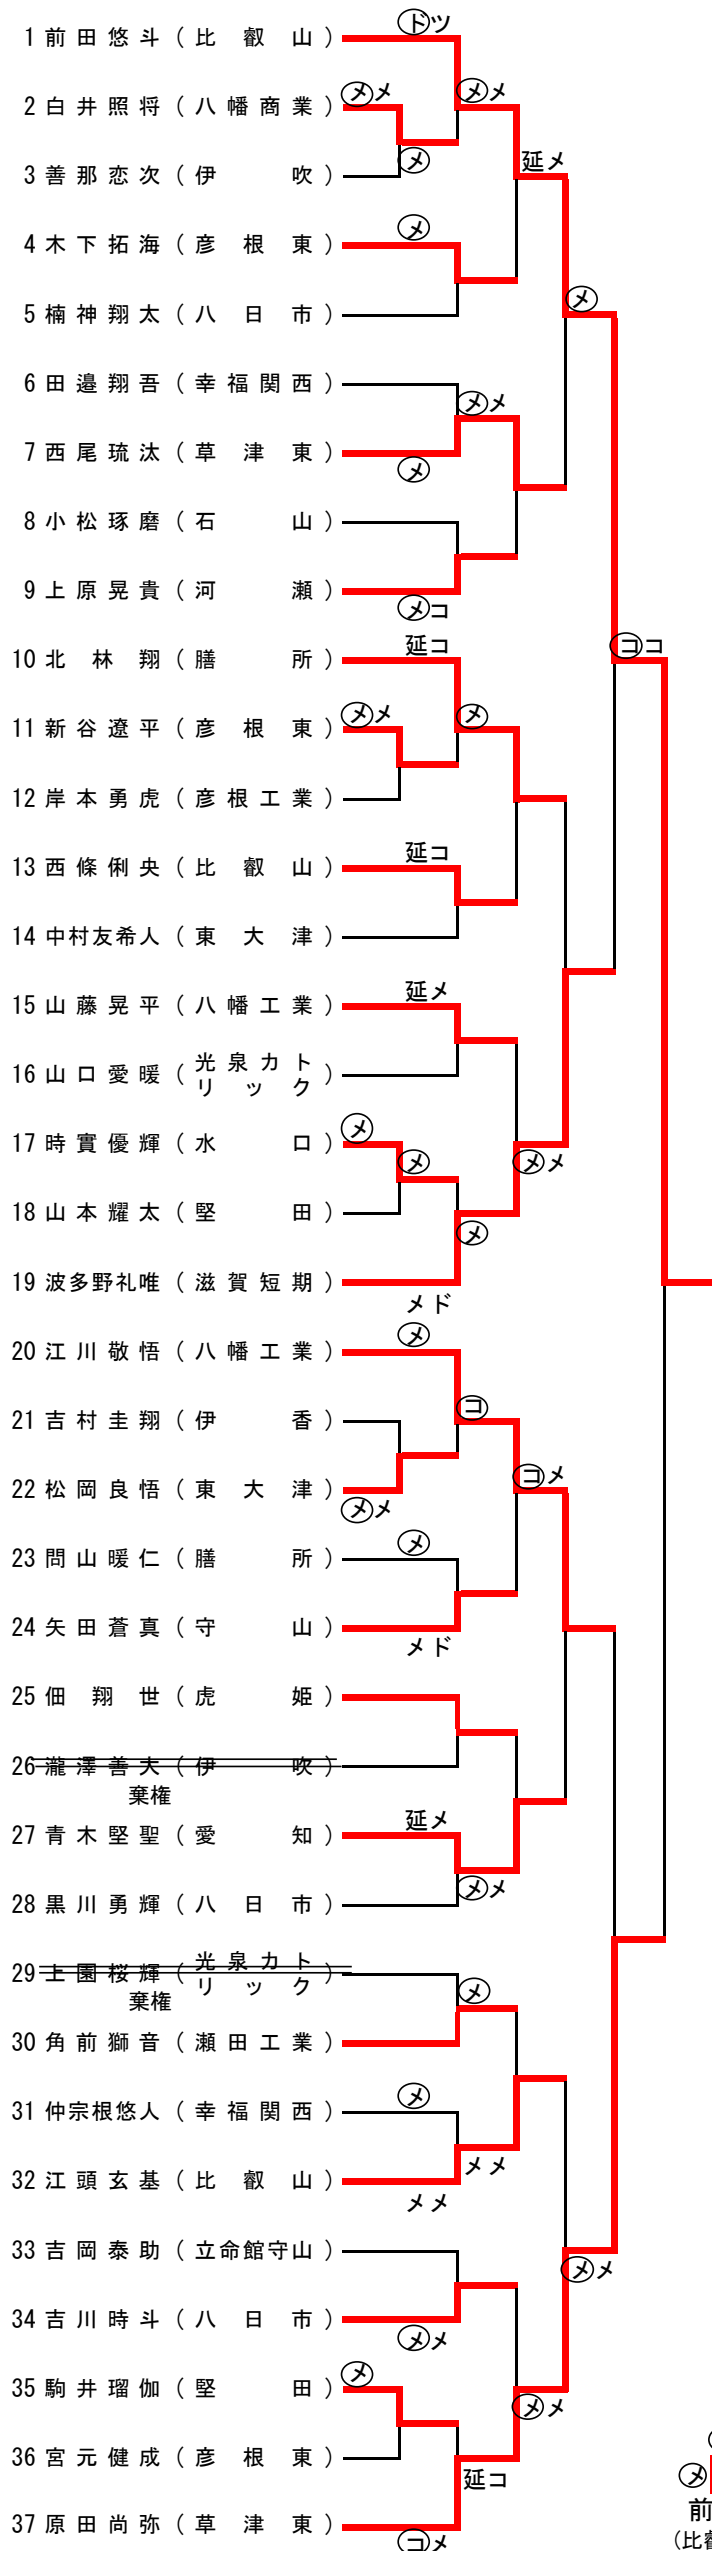 ドツ
1 前田悠斗（比叡山）
メメ
メメ
2 白井照将（八幡商業）
メ
延メ
3 善那恋次（伊吹）
メ
4 木下拓海（彦根東）
メ
5 楠神翔太（八日市）
6 田邉翔吾（幸福関西）
メメ
7 西尾琉汰（草津東）
メ
8 小松琢磨（石山）
9 上原晃貴（河瀬）
メコ
延コ
ココ
10 北林翔（膳所）
メメ
メ
11 新谷遼平（彦根東）
12 岸本勇虎（彦根工業）
延コ
13 西條俐央（比叡山）
14 中村友希人（東大津）
延メ
15 山藤晃平（八幡工業）
16 山口愛暖（光泉カトリック）
メ
17 時實優輝（水口）
メ
メメ
18 山本耀太（堅田）
メ
19 波多野礼唯（滋賀短期）
メド
メ
20 江川敬悟（八幡工業）
コ
21 吉村圭翔（伊香）
コメ
22 松岡良悟（東大津）
メメ
メ
23 問山暖仁（膳所）
24 矢田蒼真（守山）
メド
25 佃翔世（虎姫）
26 瀧澤善大（伊吹）
棄権
延メ
27 青木堅聖（愛知）
メメ
28 黒川勇輝（八日市）
29 上園桜輝（光泉カトリック）
棄権
メ
30 角前獅音（瀬田工業）
メ
31 仲宗根悠人（幸福関西）
メメ
32 江頭玄基（比叡山）
メメ
33 吉岡泰助（立命館守山）
メメ
34 吉川時斗（八日市）
メメ
メ
35 駒井瑠伽（堅田）
メメ
36 宮元健成（彦根東）
延コ
メ
前
37 原田尚弥（草津東）
コメ
（比叡